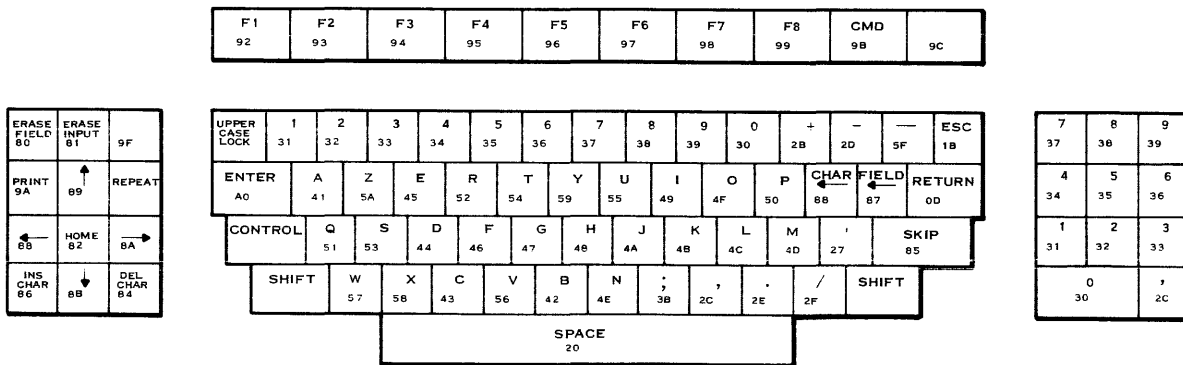 F1 F2 F3 F4 F5 F6 F7 F8 CMD
92 93 94 95 96 97 98 99 9B 9C
ERASE FIELD 80
ERASE INPUT 81
9F
PRINT 9A
89
REPEAT
88
HOME 82
8A
INS CHAR 86
8B
DEL CHAR 84
UPPER CASE LOCK
1 2 3 4 5 6 7 8 9 0 + - — ESC
31 32 33 34 35 36 37 38 39 30 2B 2D 5F 1B
ENTER A Z E R T Y U I O P CHAR FIELD RETURN
A0 41 5A 45 52 54 59 55 49 4F 50 88 87 0D
CONTROL Q S D F G H J K L M ' SKIP
51 53 44 46 47 48 4A 4B 4C 4D 27 85
SHIFT W X C V B N ; , . / SHIFT
57 58 43 56 42 4E 3B 2C 2E 2F
SPACE
20
7 8 9
37 38 39
4 5 6
34 35 36
1 2 3
31 32 33
0 ,
30 2C